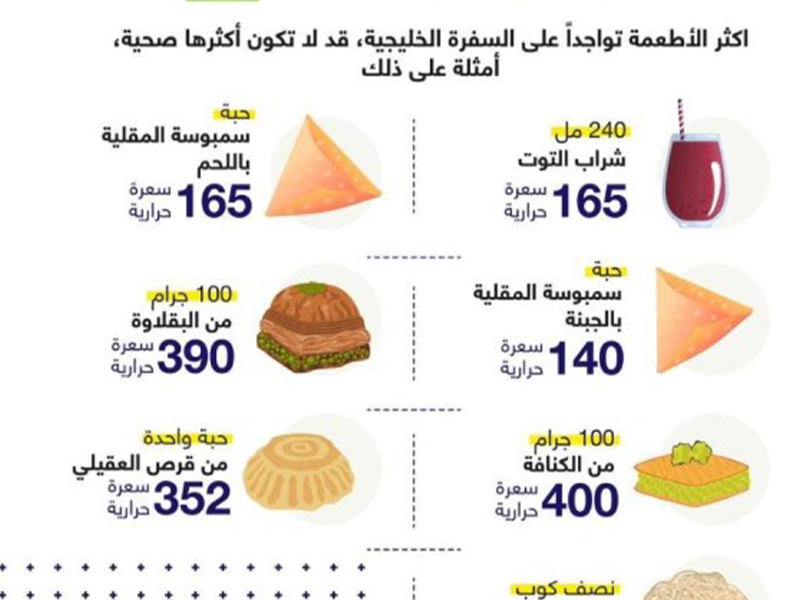 اكثر الأطعمة تواجداً على السفرة الخليجية، قد لا تكون أكثرها صحية،
أمثلة على ذلك
240 مل
شراب التوت
165 سعرة حرارية
حبة
سمبوسة المقلية
باللحم
165 سعرة حرارية
حبة
سمبوسة المقلية
بالجبنة
140 سعرة حرارية
100 جرام
من البقلاوة
390 سعرة حرارية
100 جرام
من الكنافة
400 سعرة حرارية
حبة واحدة
من قرص العقيلي
352 سعرة حرارية
نصف كوب